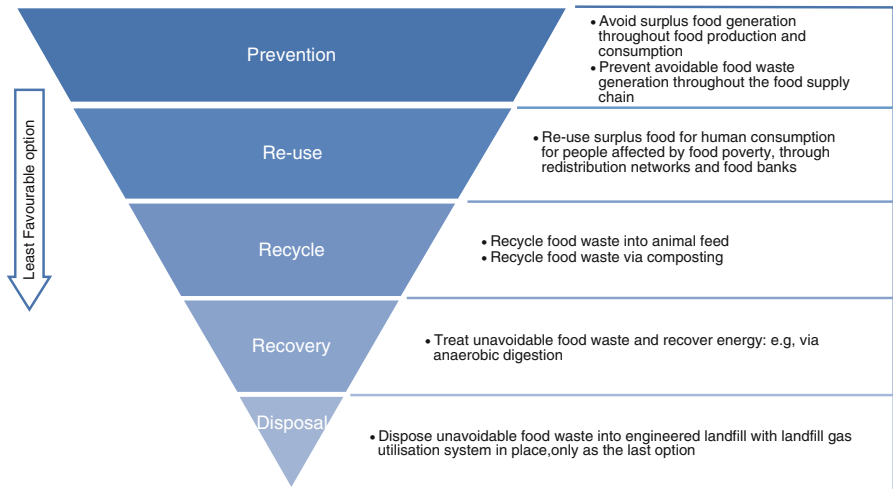 Least Favourable option
Prevention
• Avoid surplus food generation
throughout food production and
consumption
• Prevent avoidable food waste
generation throughout the food supply
chain
Re-use
• Re-use surplus food for human consumption
for people affected by food poverty, through
redistribution networks and food banks
Recycle
• Recycle food waste into animal feed
• Recycle food waste via composting
Recovery
• Treat unavoidable food waste and recover energy: e.g, via
anaerobic digestion
Disposal
• Dispose unavoidable food waste into engineered landfill with landfill gas
utilisation system in place,only as the last option